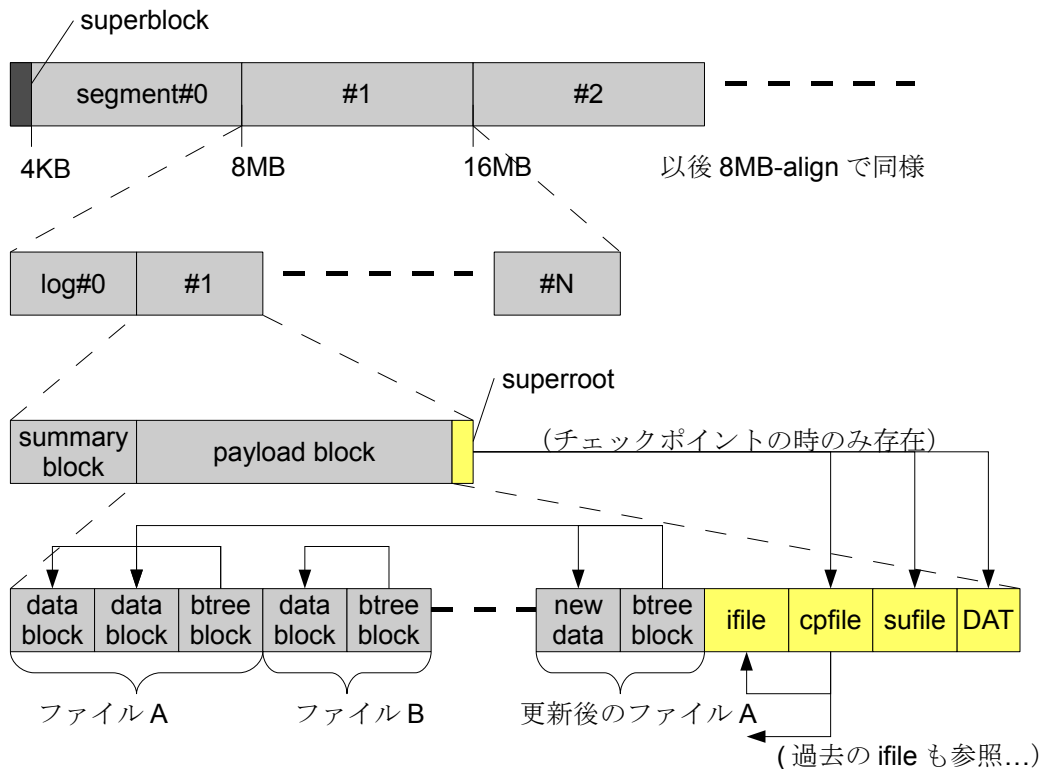 superblock
segment#0
#1
#2
4KB
8MB
16MB
以後 8MB-align で同様
log#0
#1
#N
superroot
summary
block
payload block
（チェックポイントの時のみ存在）
data
block
data
block
btree
block
data
block
btree
block
new
data
btree
block
ifile
cpfile
sufile
DAT
ファイル A
ファイル B
更新後のファイル A
( 過去の ifile も参照...）